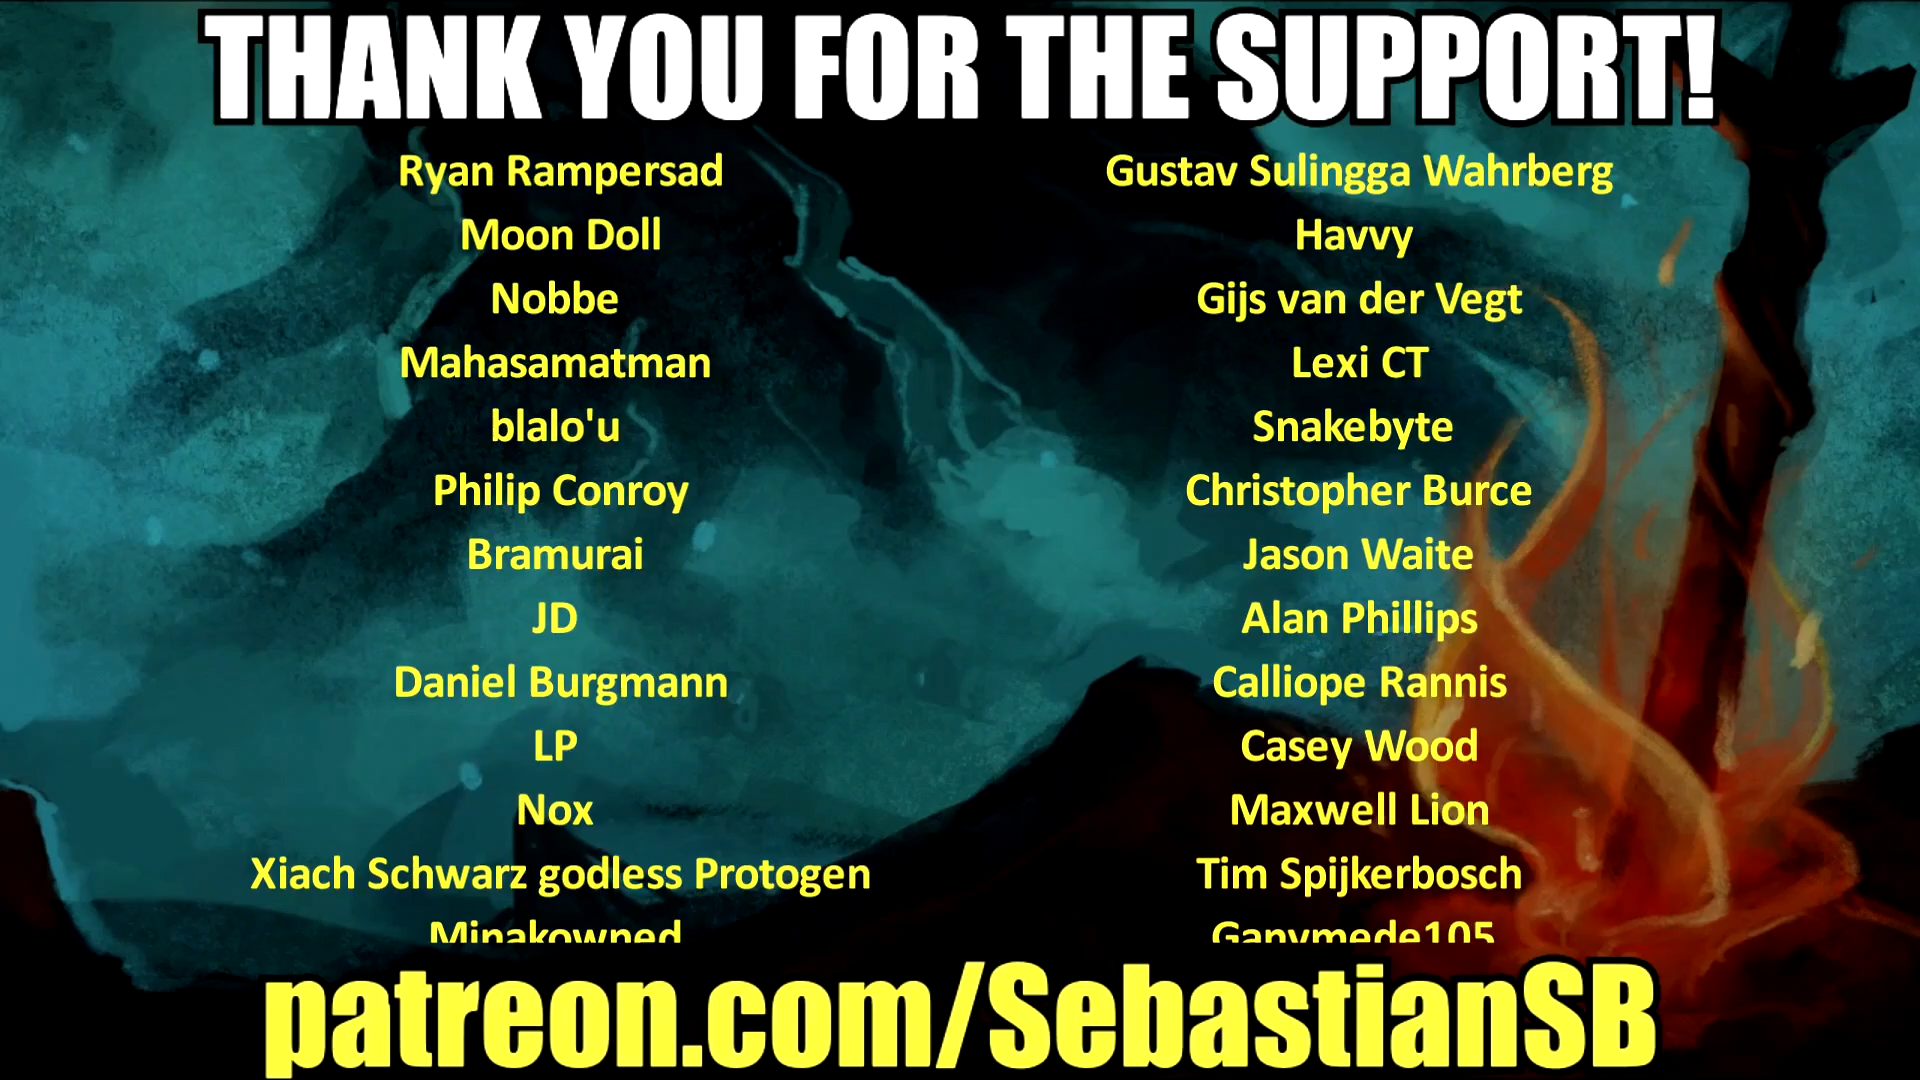 THANK YOU FOR THE SUPPORT!
Ryan Rampersad
Moon Doll
Nobbe
Mahasamatman
blalo'u
Philip Conroy
Bramurai
JD
Daniel Burgmann
LP
Nox
Xiach Schwarz godless Protogen
Minakowned
Gustav Sulingga Wahrberg
Havvy
Gijs van der Vegt
Lexi CT
Snakebyte
Christopher Burce
Jason Waite
Alan Phillips
Calliope Rannis
Casey Wood
Maxwell Lion
Tim Spijkerbosch
Ganymede105
patreon.com/SebastianSB